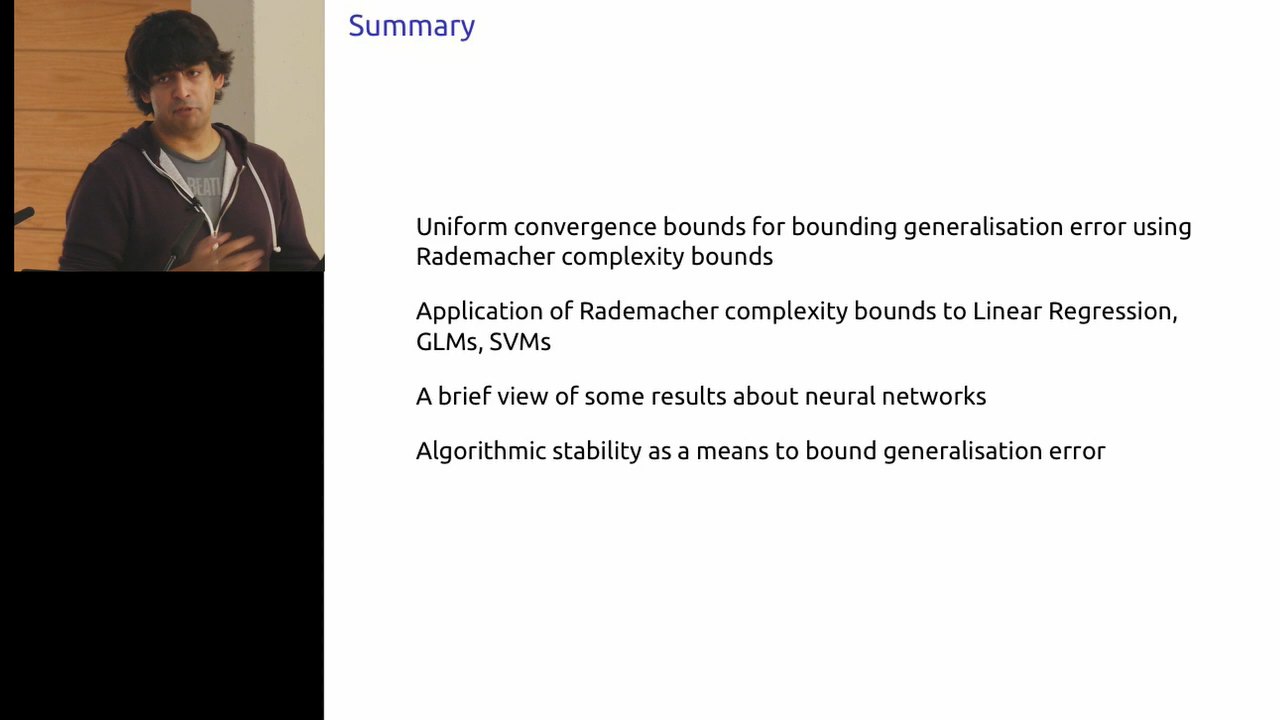 Summary
BEATL
Uniform convergence bounds for bounding generalisation error using
Rademacher complexity bounds
Application of Rademacher complexity bounds to Linear Regression,
GLMs, SVMs
A brief view of some results about neural networks
Algorithmic stability as a means to bound generalisation error